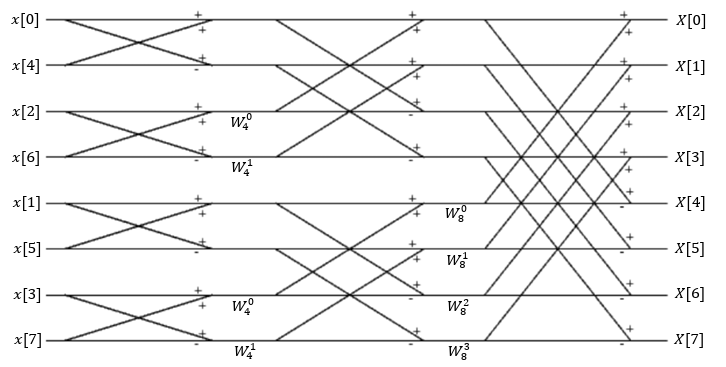 x[0] + + + X[0]
+ + +
x[4] + + + X[1]
- + +
x[2] + + + X[2]
+ W_4^0 - +
x[6] + + + X[3]
- W_4^1 - +
x[1] + + + X[4]
+ + W_8^0 -
x[5] + + + X[5]
- + W_8^1 -
x[3] + + + X[6]
+ W_4^0 - W_8^2 -
x[7] + + + X[7]
- W_4^1 - W_8^3 -